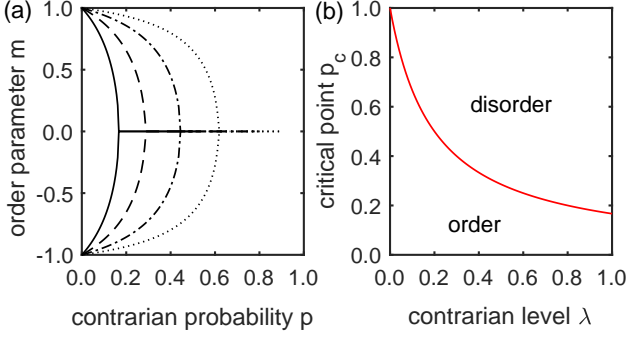 (a)
order parameter m
1.0
0.5
0.0
-0.5
-1.0
0.0 0.2 0.4 0.6 0.8 1.0
contrarian probability p
(b)
critical point p_c
1.0
0.8
0.6
0.4
0.2
0.0
disorder
order
0.0 0.2 0.4 0.6 0.8 1.0
contrarian level λ